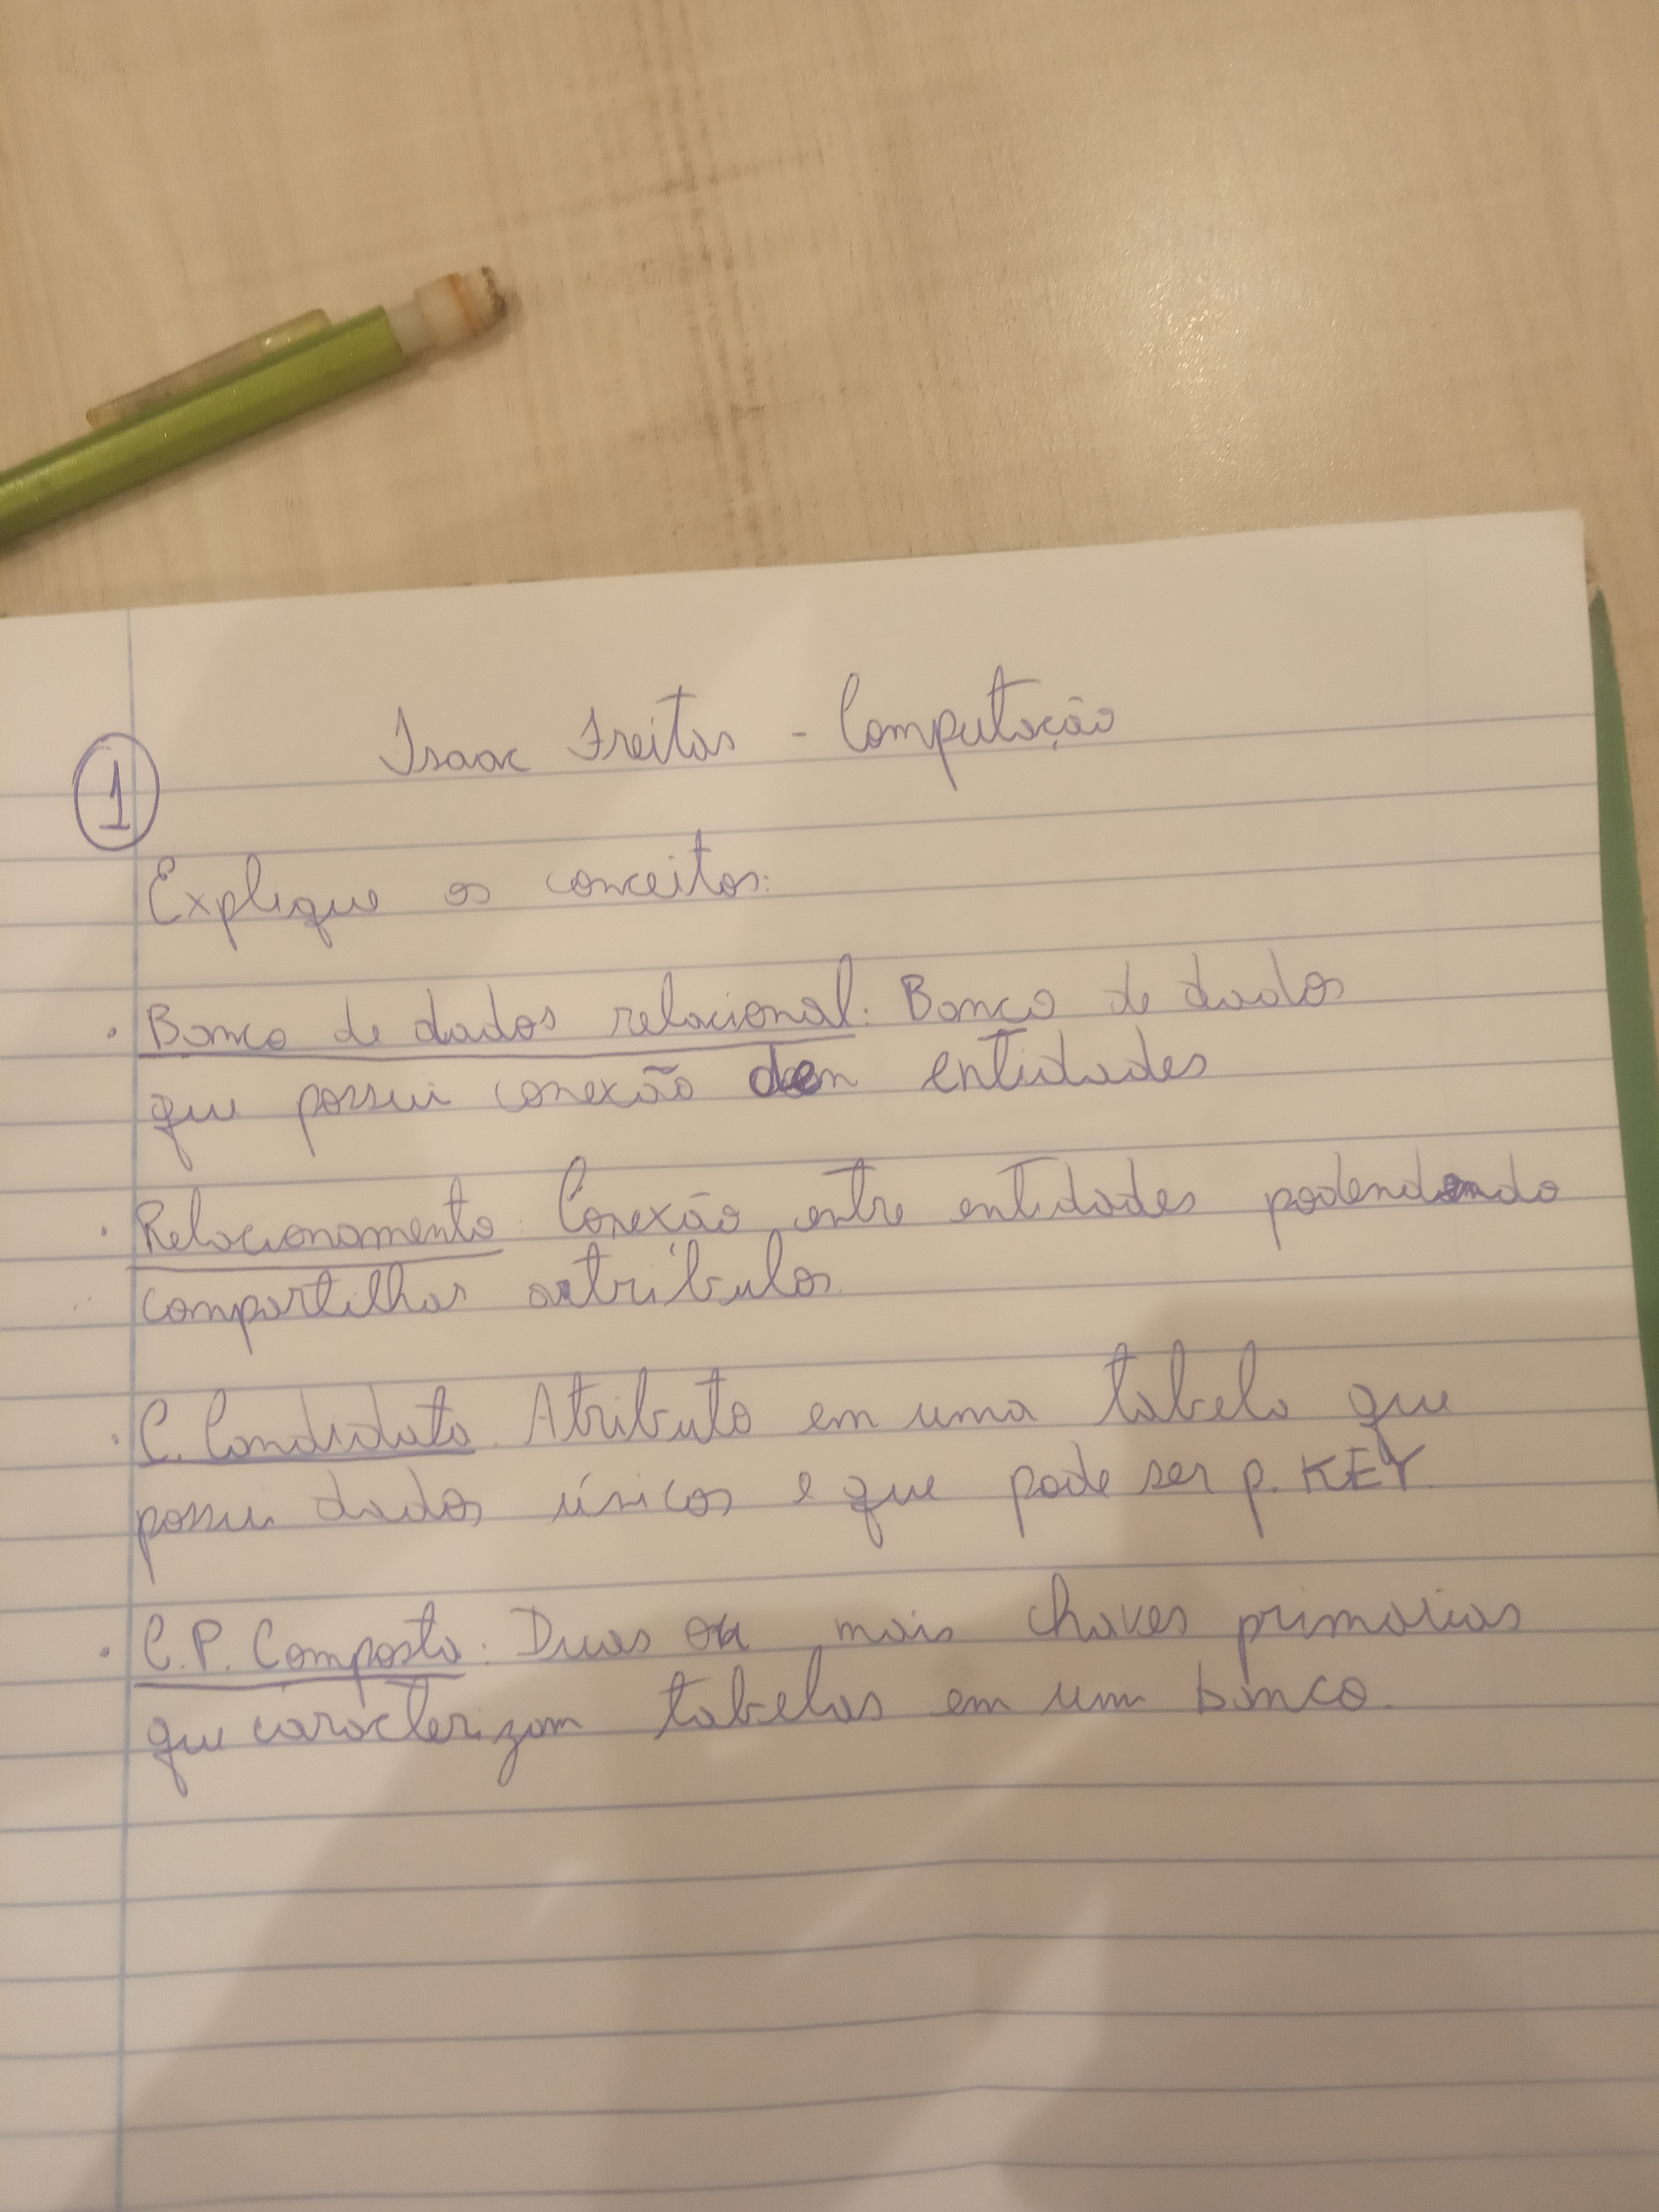 Isaac Freitas - Computação
1
Explique os conceitos:
. Banco de dados relacional: Banco de dados
que possui conexão entidades
. Relacionamento: Conexão entre entidades podendo
compartilhar atributos.
. C. Candidata: Atributo em uma tabela que
possui dados únicos e que pode ser p. KEY.
. C.P. Composta: Duas ou mais chaves primarias
que caracterizam tabelas em um banco.